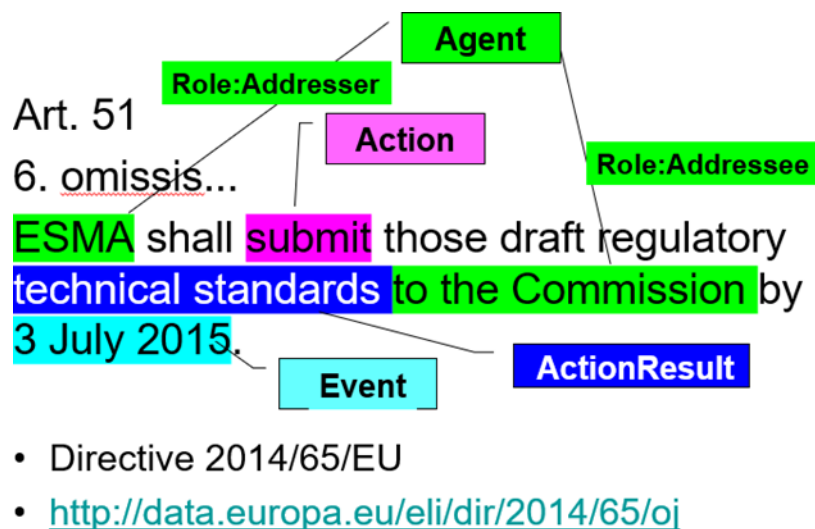 Agent
Role:Addresser
Art. 51
Action
Role:Addressee
6. omissis...
ESMA shall submit those draft regulatory
technical standards to the Commission by
3 July 2015.
ActionResult
Event
• Directive 2014/65/EU
• http://data.europa.eu/eli/dir/2014/65/oj